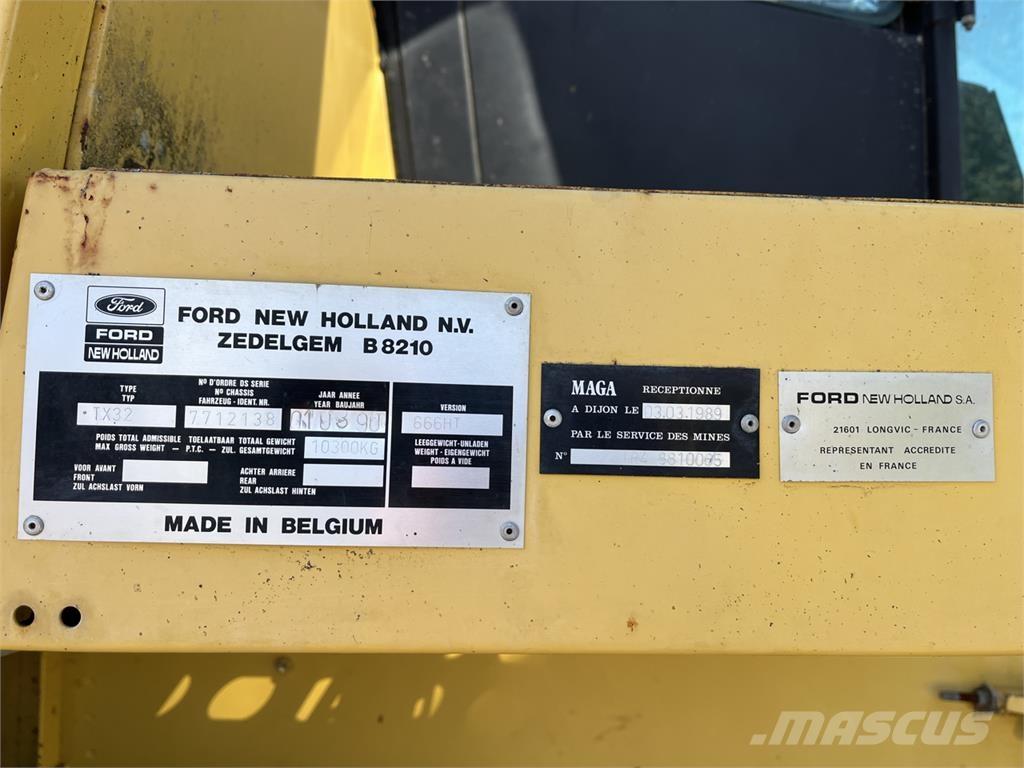 Ford
FORD
NEW HOLLAND
FORD NEW HOLLAND N.V.
ZEDELGEM B8210
TYPE
TYP
TX32
Nº D'ORDRE DS SERIE
Nº CHASSIS
FAHRZEUG - IDENT. NR.
7712138
JAAR ANNEE
YEAR BAUJAHR
VERSION
666HT
POIDS TOTAL ADMISSIBLE TOELAATBAAR TOTAAL GEWICHT
MAX GROSS WEIGHT — P.T.C. — ZUL. GESAMTGEWICHT
10300KG
LEEGGEWICHT-UNLADEN
WEIGHT - EIGENGEWICHT
POIDS A VIDE
VOOR AVANT
FRONT
ZUL ACHSLAST VORN
ACHTER ARRIERE
REAR
ZUL ACHSLAST HINTEN
MADE IN BELGIUM
MAGA RECEPTIONNE
A DIJON LE 03.03.1989
PAR LE SERVICE DES MINES
Nº
FORD NEW HOLLAND S.A.
21601 LONGVIC - FRANCE
REPRESENTANT ACCREDITE
EN FRANCE
MASCUS